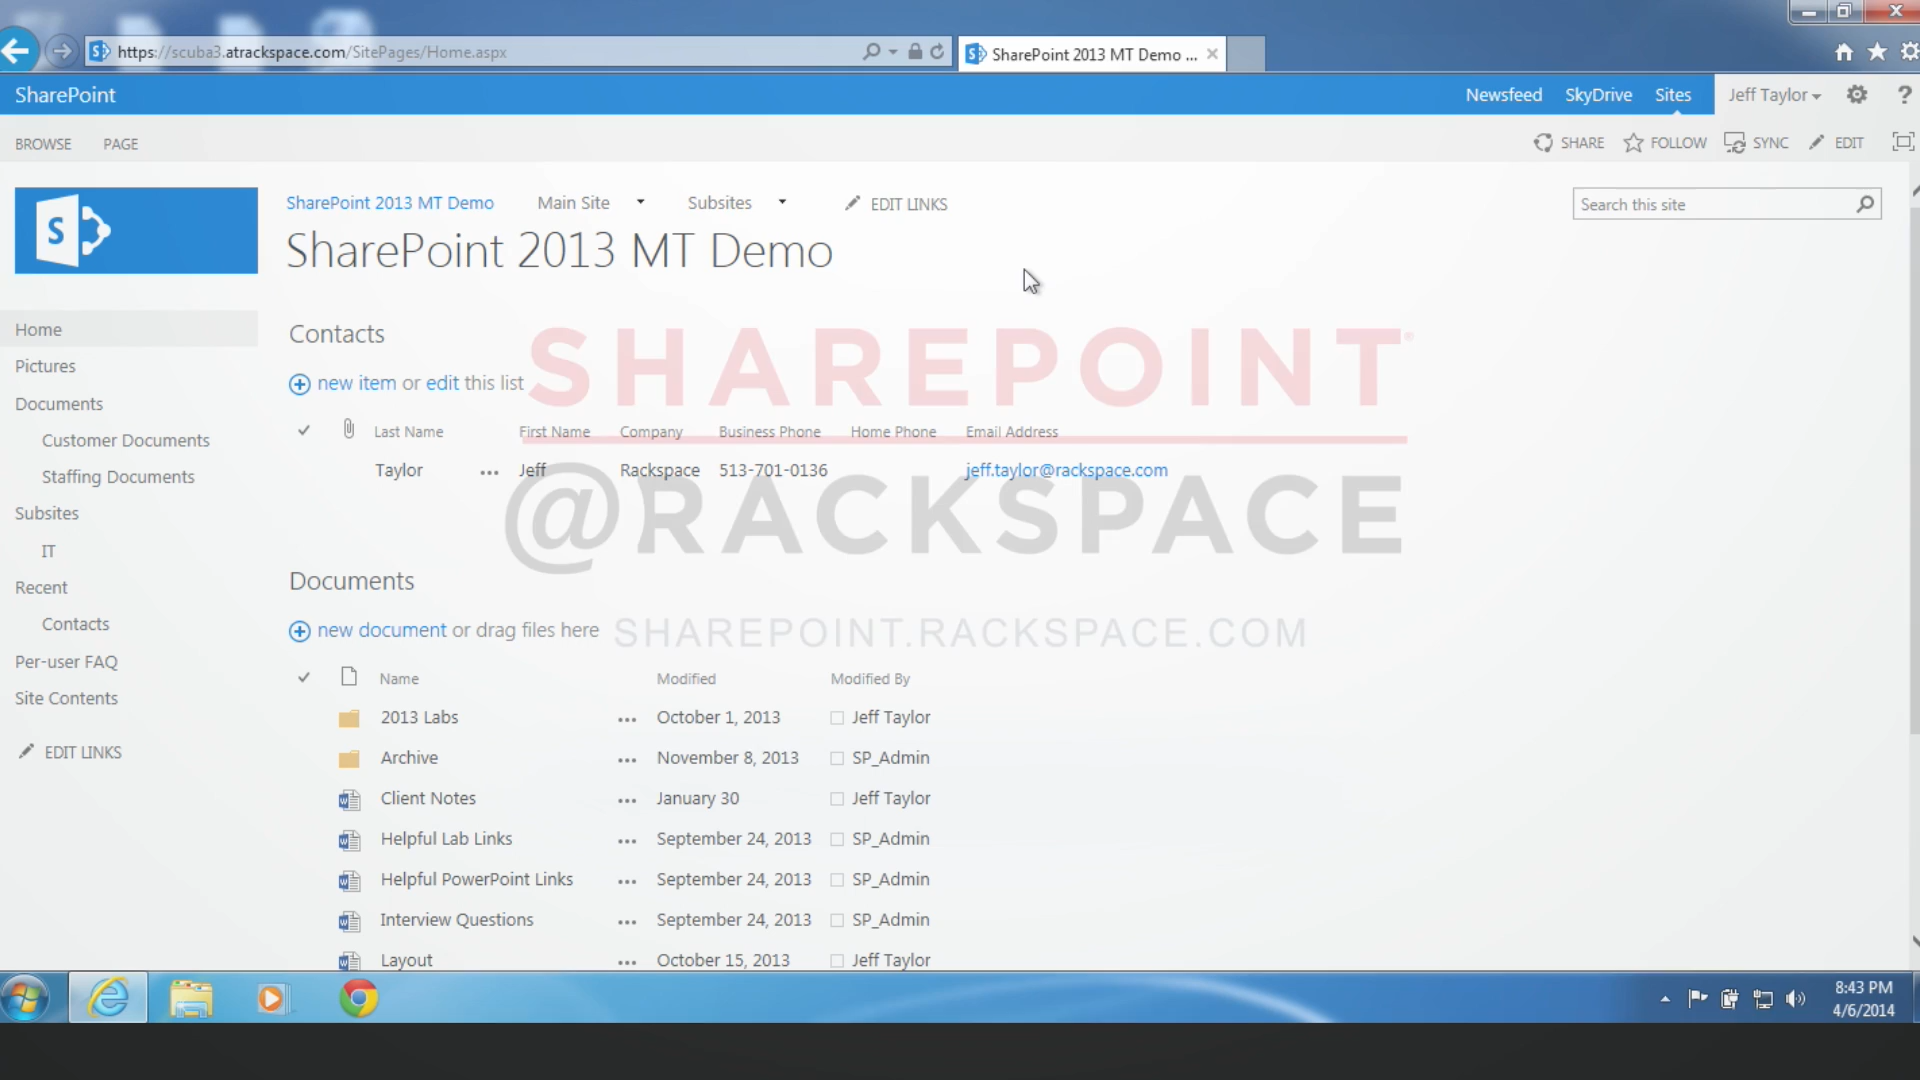 https://scuba3.atrackspace.com/SitePages/Home.aspx
SharePoint 2013 MT Demo ...
SharePoint
Newsfeed SkyDrive Sites Jeff Taylor ?
BROWSE PAGE
SHARE FOLLOW SYNC EDIT
SharePoint 2013 MT Demo Main Site Subsites EDIT LINKS
Search this site
SharePoint 2013 MT Demo
Home
Pictures
Documents
Customer Documents
Staffing Documents
Subsites
IT
Recent
Contacts
Per-user FAQ
Site Contents
EDIT LINKS
Contacts
new item or edit this list
Last Name First Name Company Business Phone Home Phone Email Address
Taylor ... Jeff Rackspace 513-701-0136 jeff.taylor@rackspace.com
SHAREPOINT
@RACKSPACE
SHAREPOINT.RACKSPACE.COM
Documents
new document or drag files here
Name Modified Modified By
2013 Labs ... October 1, 2013 Jeff Taylor
Archive ... November 8, 2013 SP_Admin
Client Notes ... January 30 Jeff Taylor
Helpful Lab Links ... September 24, 2013 SP_Admin
Helpful PowerPoint Links ... September 24, 2013 SP_Admin
Interview Questions ... September 24, 2013 SP_Admin
Layout ... October 15, 2013 Jeff Taylor
8:43 PM
4/6/2014